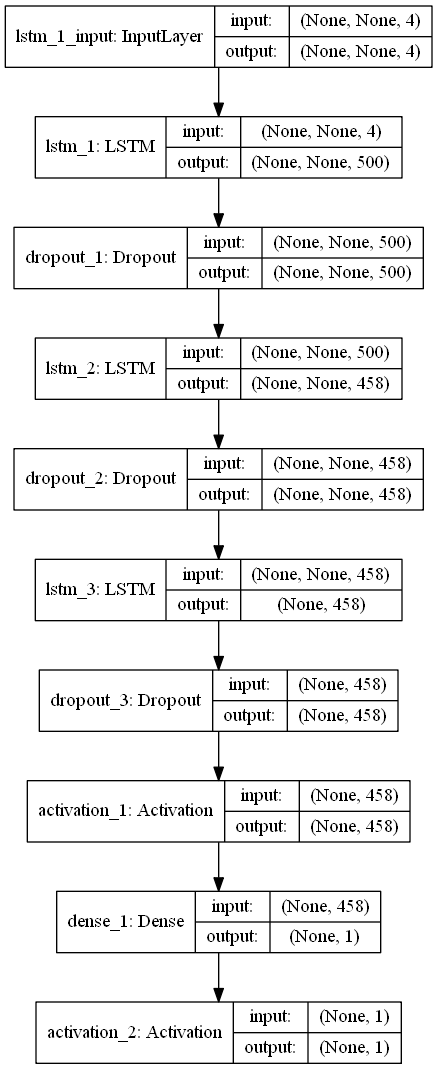 lstm_1_input: InputLayer
input: (None, None, 4)
output: (None, None, 4)
lstm_1: LSTM
input: (None, None, 4)
output: (None, None, 500)
dropout_1: Dropout
input: (None, None, 500)
output: (None, None, 500)
lstm_2: LSTM
input: (None, None, 500)
output: (None, None, 458)
dropout_2: Dropout
input: (None, None, 458)
output: (None, None, 458)
lstm_3: LSTM
input: (None, None, 458)
output: (None, 458)
dropout_3: Dropout
input: (None, 458)
output: (None, 458)
activation_1: Activation
input: (None, 458)
output: (None, 458)
dense_1: Dense
input: (None, 458)
output: (None, 1)
activation_2: Activation
input: (None, 1)
output: (None, 1)